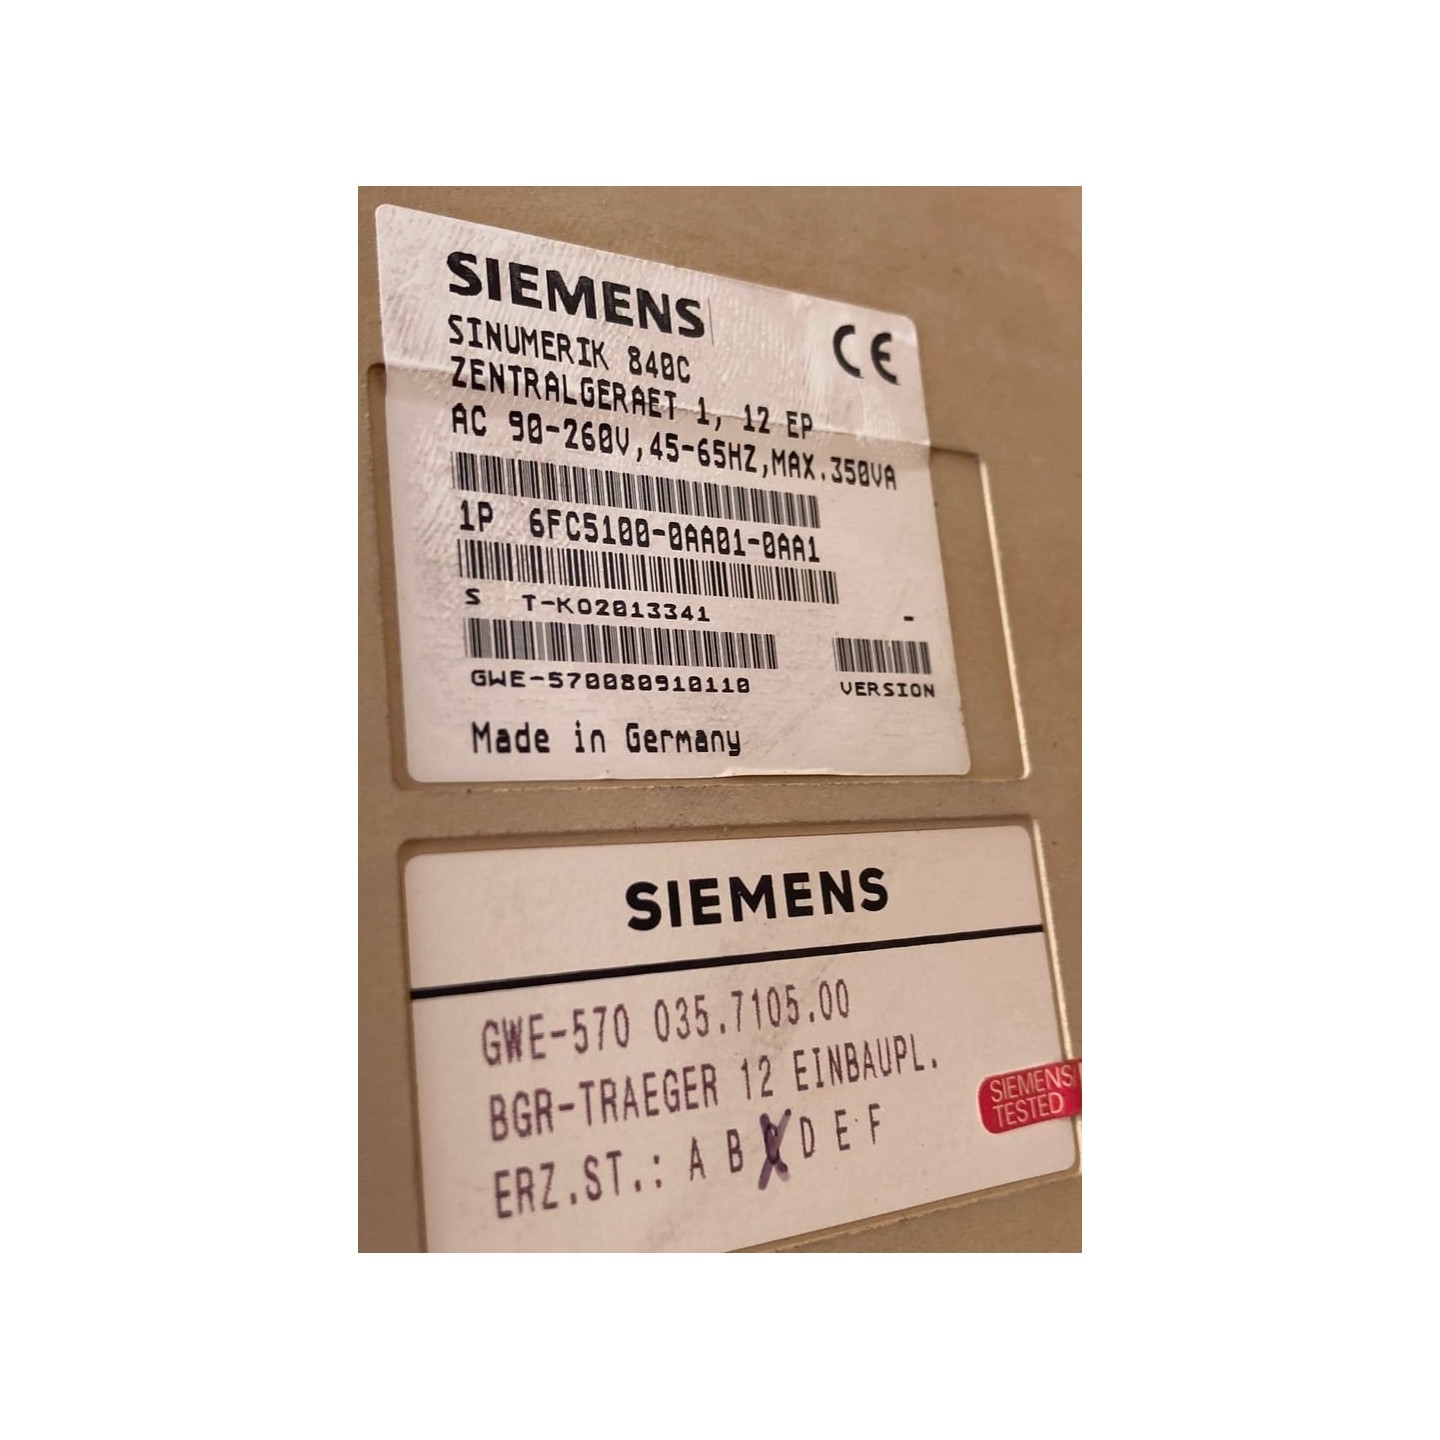 SIEMENS
CE
SINUMERIK 840C
ZENTRALGERAET 1, 12 EP
AC 90-260V,45-65HZ,MAX.350VA
1P 6FC5100-0AA01-0AA1
S T-K02013341
-
GWE-570080910110
VERSION
Made in Germany
SIEMENS
GWE-570 035.7105.00
BGR-TRAEGER 12 EINBAUPL.
ERZ.ST.: A B C D E F
SIEMENS
TESTED